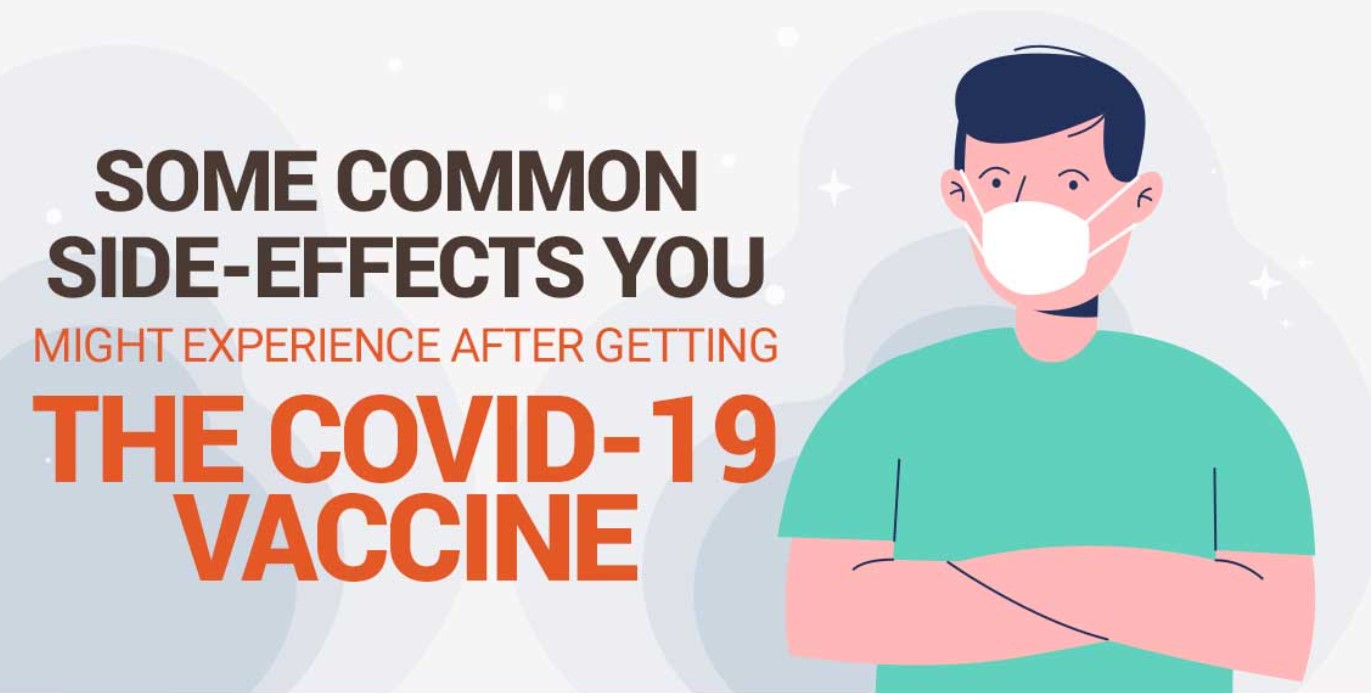 SOME COMMON
SIDE-EFFECTS YOU
MIGHT EXPERIENCE AFTER GETTING
THE COVID-19
VACCINE